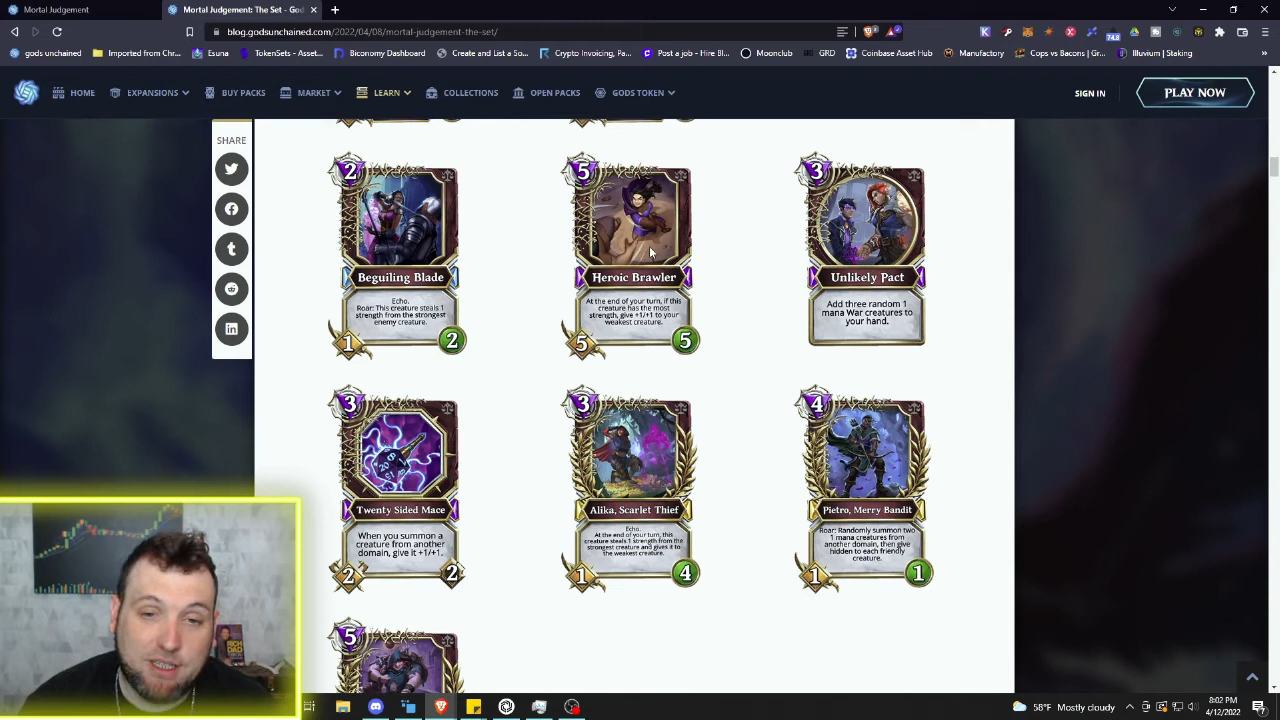 Mortal Judgement
Mortal Judgement: The Set - God
blog.godsunchained.com/2022/04/08/mortal-judgement-the-set/
gods unchained
Imported from Chr...
Esuna
TokenSets - Asset...
Biconomy Dashboard
Create and List a So...
Crypto Invoicing, Pa...
Post a job - Hire Bl...
Moonclub
GRD
Coinbase Asset Hub
Manufactory
Cops vs Bacons | G...
Illuvium | Staking
HOME
EXPANSIONS
BUY PACKS
MARKET
LEARN
COLLECTIONS
OPEN PACKS
GODS TOKEN
SIGN IN
PLAY NOW
SHARE
2
Beguiling Blade
Echo.
Roar: This creature steals 1
strength from the strongest
enemy creature.
1
2
5
Heroic Brawler
At the end of your turn, if this
creature has the most
strength, give +1/+1 to your
weakest creature.
5
5
3
Unlikely Pact
Add three random 1
mana War creatures to
your hand.
3
Twenty Sided Mace
When you summon a
creature from another
domain, give it +1/+1.
2
2
3
Alika, Scarlet Thief
Echo.
At the end of your turn, this
creature steals 1 strength from the
strongest creature and gives it to
the weakest creature.
1
4
4
Pietro, Merry Bandit
Roar: Randomly summon two
1 mana creatures from
another domain, then give
hidden to each friendly
creature.
1
1
5
RICH
DAD
58°F Mostly cloudy
8:02 PM
4/12/2022